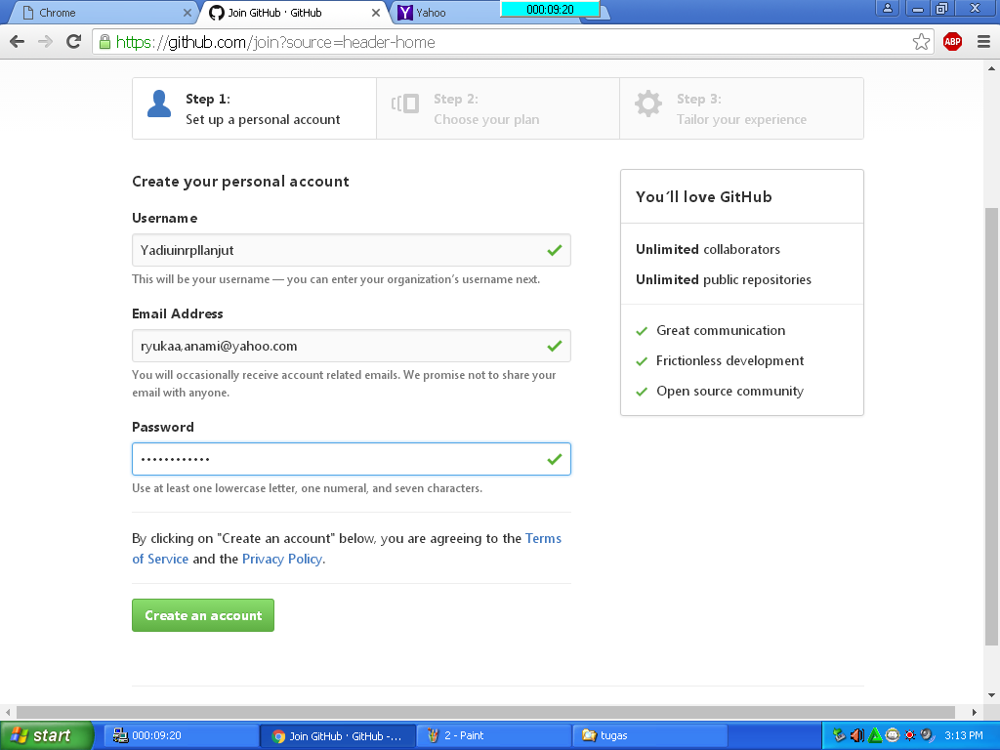 Chrome
Join GitHub · GitHub
Yahoo
000:09:20
https://github.com/join?source=header-home
ABP
Step 1:
Set up a personal account
Step 2:
Choose your plan
Step 3:
Tailor your experience
Create your personal account
Username
Yadiuinrpllanjut
This will be your username — you can enter your organization's username next.
Email Address
ryukaa,anami@yahoo.com
You will occasionally receive account related emails. We promise not to share your
email with anyone.
Password
••••••••••••
Use at least one lowercase letter, one numeral, and seven characters.
By clicking on "Create an account" below, you are agreeing to the Terms
of Service and the Privacy Policy.
Create an account
You'll love GitHub
Unlimited collaborators
Unlimited public repositories
Great communication
Frictionless development
Open source community
start
000:09:20
Join GitHub · GitHub -...
2 - Paint
tugas
3:13 PM